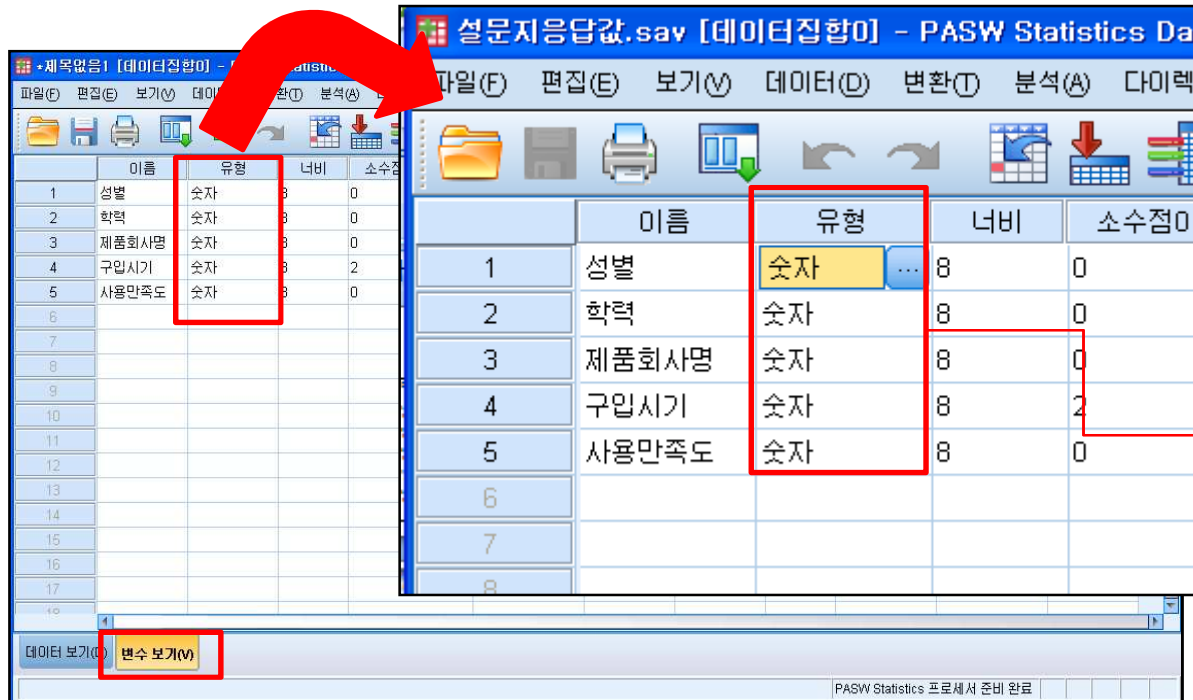 *제목없음1 [데이터집합0] -
파일(F) 편집(E) 보기(V)
분석(A)
이름 유형 너비
1 성별 숫자 8 0
2 학력 숫자 8 0
3 제품회사명 숫자 8 0
4 구입시기 숫자 8 2
5 사용만족도 숫자 8 0
6
7
8
9
10
11
12
13
14
15
16
17
데이터 보기(D) 변수 보기(V)
PASW Statistics 프로세서 준비 완료
설문지응답값.sav [데이터집합0] - PASW Statistics Da
파일(F) 편집(E) 보기(V) 데이터(D) 변환(T) 분석(A) 다이렉
이름 유형 너비 소수점이
1 성별 숫자 ... 8 0
2 학력 숫자 8 0
3 제품회사명 숫자 8 0
4 구입시기 숫자 8 2
5 사용만족도 숫자 8 0
6
7
8